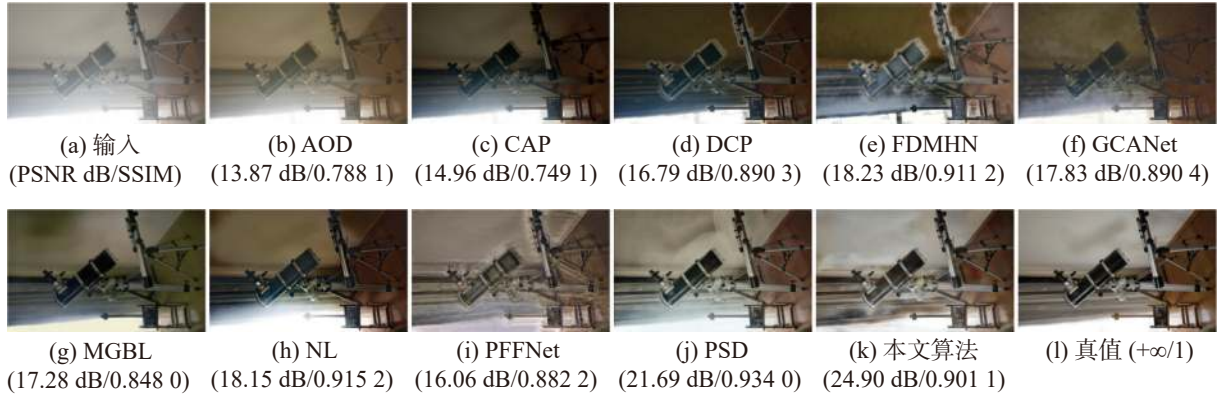 (a) 输入 (b) AOD (c) CAP (d) DCP (e) FDMHN (f) GCANet
(PSNR dB/SSIM) (13.87 dB/0.788 1) (14.96 dB/0.749 1) (16.79 dB/0.890 3) (18.23 dB/0.911 2) (17.83 dB/0.890 4)
(g) MGBL (h) NL (i) PFFNet (j) PSD (k) 本文算法 (l) 真值 (+∞/1)
(17.28 dB/0.848 0) (18.15 dB/0.915 2) (16.06 dB/0.882 2) (21.69 dB/0.934 0) (24.90 dB/0.901 1)